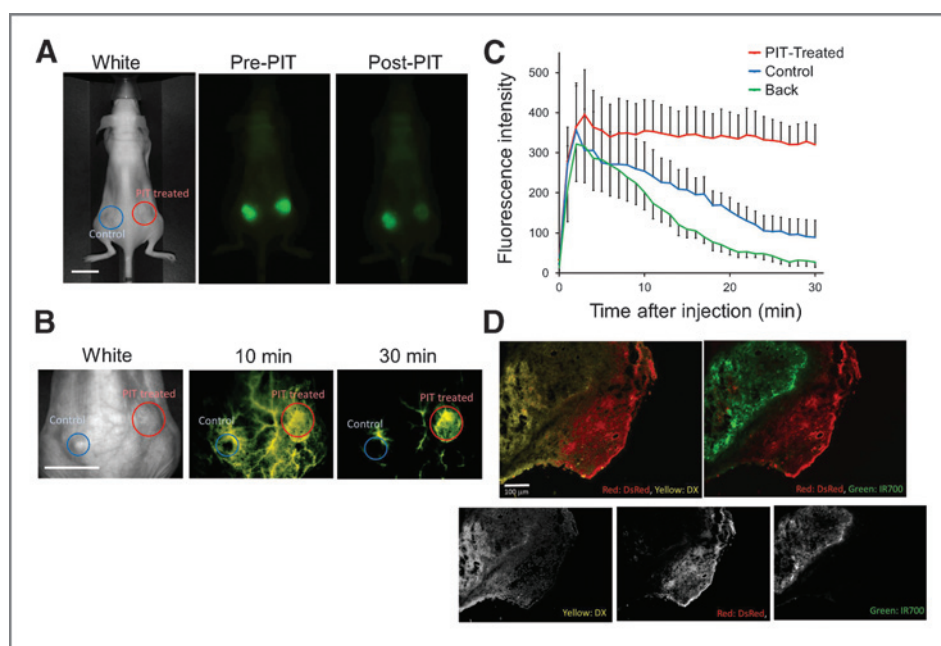 A
White
Pre-PIT
Post-PIT
PIT treated
Control
B
White
10 min
30 min
PIT treated
Control
PIT treated
Control
PIT treated
Control
C
PIT-Treated
Control
Back
Fluorescence intensity
500
400
300
200
100
0
0
10
20
30
Time after injection (min)
D
100 μm
Red: DsRed, Yellow: DX
Red: DsRed, Green: IR700
Yellow: DX
Red: DsRed,
Green: IR700